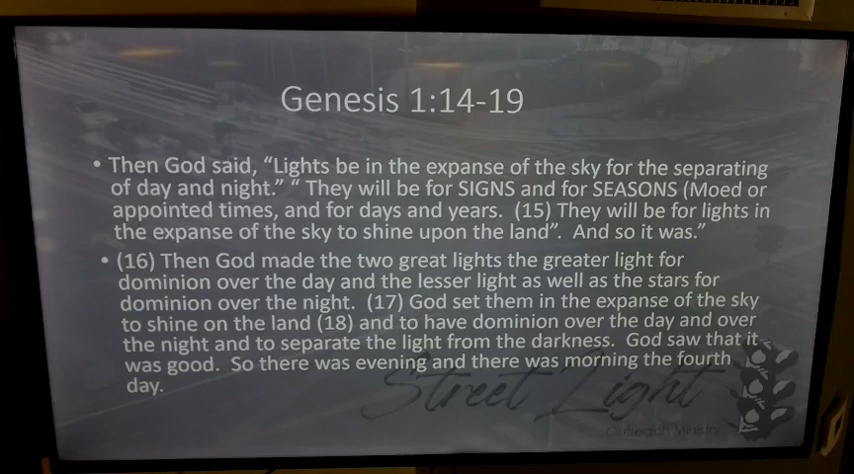 Genesis 1:14-19
• Then God said, “Lights be in the expanse of the sky for the separating
of day and night.” “ They will be for SIGNS and for SEASONS (Moed or
appointed times, and for days and years.  (15) They will be for lights in
the expanse of the sky to shine upon the land”.  And so it was.”
• (16) Then God made the two great lights the greater light for
dominion over the day and the lesser light as well as the stars for
dominion over the night.  (17) God set them in the expanse of the sky
to shine on the land (18) and to have dominion over the day and over
the night and to separate the light from the darkness.  God saw that it
was good.  So there was evening and there was morning the fourth
day.
Street Light
Outreach Ministry